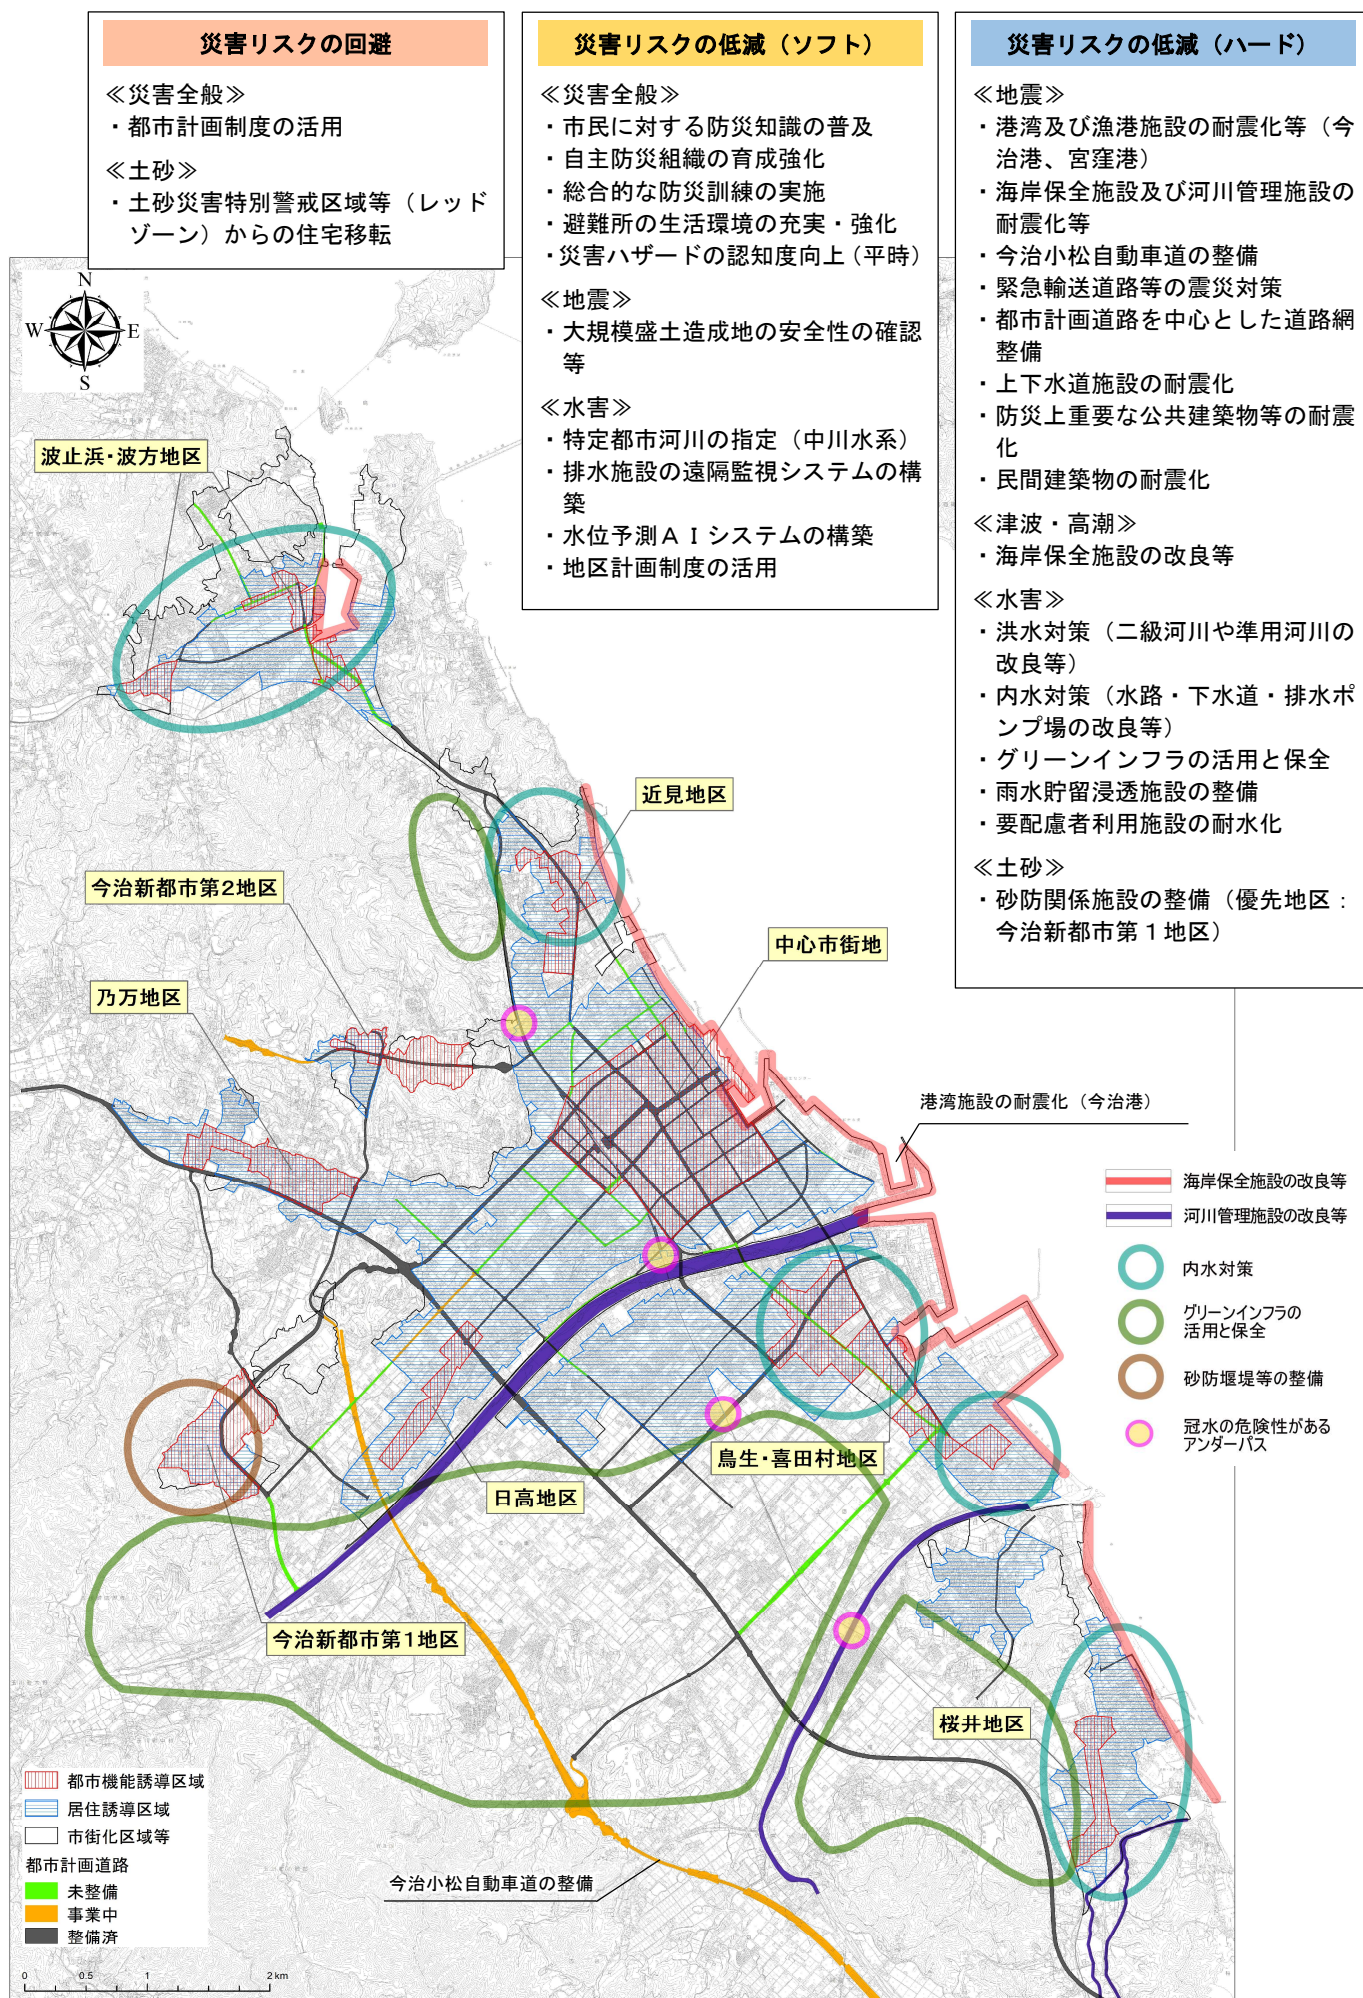 災害リスクの回避
≪災害全般≫
・都市計画制度の活用
≪土砂≫
・土砂災害特別警戒区域等（レッド
ゾーン）からの住宅移転
災害リスクの低減（ソフト）
≪災害全般≫
・市民に対する防災知識の普及
・自主防災組織の育成強化
・総合的な防災訓練の実施
・避難所の生活環境の充実・強化
・災害ハザードの認知度向上（平時）
≪地震≫
・大規模盛土造成地の安全性の確認
等
≪水害≫
・特定都市河川の指定（中川水系）
・排水施設の遠隔監視システムの構
築
・水位予測ＡＩシステムの構築
・地区計画制度の活用
災害リスクの低減（ハード）
≪地震≫
・港湾及び漁港施設の耐震化等（今
治港、宮窪港）
・海岸保全施設及び河川管理施設の
耐震化等
・今治小松自動車道の整備
・緊急輸送道路等の震災対策
・都市計画道路を中心とした道路網
整備
・上下水道施設の耐震化
・防災上重要な公共建築物等の耐震
化
・民間建築物の耐震化
≪津波・高潮≫
・海岸保全施設の改良等
≪水害≫
・洪水対策（二級河川や準用河川の
改良等）
・内水対策（水路・下水道・排水ポ
ンプ場の改良等）
・グリーンインフラの活用と保全
・雨水貯留浸透施設の整備
・要配慮者利用施設の耐水化
≪土砂≫
・砂防関係施設の整備（優先地区：
今治新都市第１地区）
N
W
E
S
波止浜・波方地区
近見地区
今治新都市第2地区
中心市街地
乃万地区
港湾施設の耐震化（今治港）
海岸保全施設の改良等
河川管理施設の改良等
内水対策
グリーンインフラの
活用と保全
砂防堰堤等の整備
冠水の危険性がある
アンダーパス
鳥生・喜田村地区
日高地区
今治新都市第1地区
桜井地区
今治小松自動車道の整備
都市機能誘導区域
居住誘導区域
市街化区域等
都市計画道路
未整備
事業中
整備済
0 0.5 1 2 km